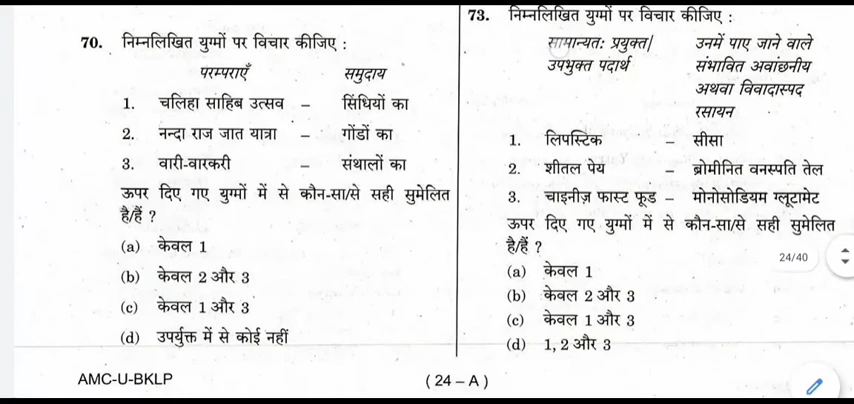 70. निम्नलिखित युग्मों पर विचार कीजिए :
परम्पराएँ समुदाय
1. चलिहा साहिब उत्सव – सिंधियों का
2. नन्दा राज जात यात्रा – गोंडों का
3. वारी-वारकरी – संथालों का
ऊपर दिए गए युग्मों में से कौन-सा/से सही सुमेलित
है/हैं ?
(a) केवल 1
(b) केवल 2 और 3
(c) केवल 1 और 3
(d) उपर्युक्त में से कोई नहीं
73. निम्नलिखित युग्मों पर विचार कीजिए :
सामान्यतः प्रयुक्त/ उनमें पाए जाने वाले
उपभुक्त पदार्थ संभावित अवांछनीय
अथवा विवादास्पद
रसायन
1. लिपस्टिक – सीसा
2. शीतल पेय – ब्रोमीनित वनस्पति तेल
3. चाइनीज़ फास्ट फूड – मोनोसोडियम ग्लूटामेट
ऊपर दिए गए युग्मों में से कौन-सा/से सही सुमेलित
है/हैं ?
(a) केवल 1
(b) केवल 2 और 3
(c) केवल 1 और 3
(d) 1, 2 और 3
24/40
AMC-U-BKLP ( 24 – A )